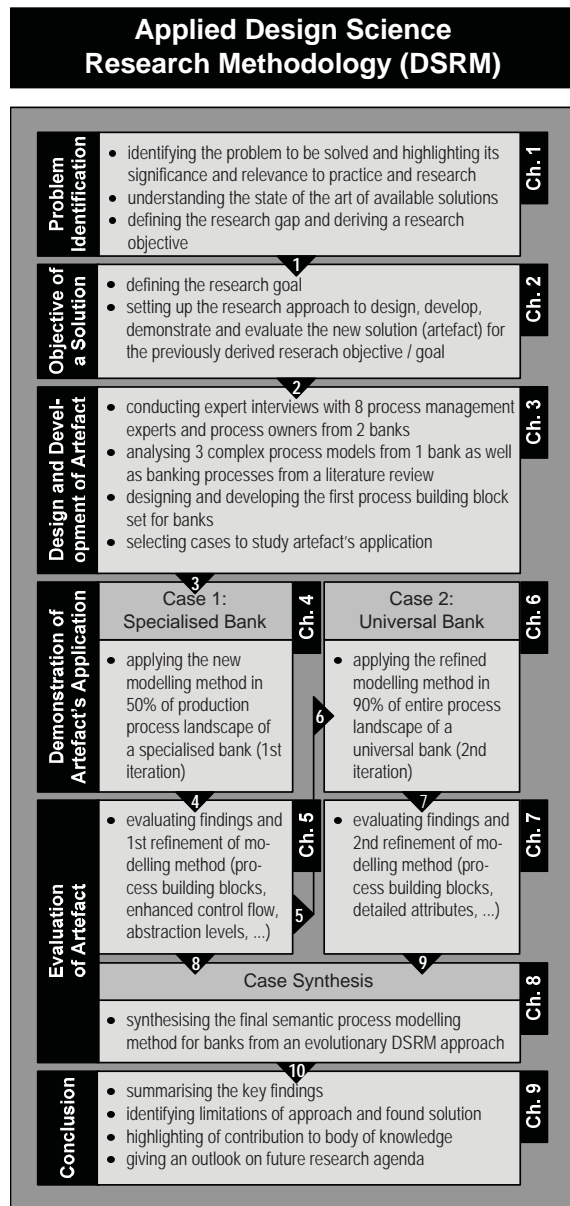 Applied Design Science
Research Methodology (DSRM)
Problem
Identification
• identifying the problem to be solved and highlighting its
significance and relevance to practice and research
• understanding the state of the art of available solutions
• defining the research gap and deriving a research
objective
Ch. 1
1
Objective of
a Solution
• defining the research goal
• setting up the research approach to design, develop,
demonstrate and evaluate the new solution (artefact) for
the previously derived reserach objective / goal
Ch. 2
2
Design and Devel-
opment of Artefact
• conducting expert interviews with 8 process management
experts and process owners from 2 banks
• analysing 3 complex process models from 1 bank as well
as banking processes from a literature review
• designing and developing the first process building block
set for banks
• selecting cases to study artefact's application
Ch. 3
3
Demonstration of
Artefact's Application
Case 1:
Specialised Bank
• applying the new
modelling method in
50% of production
process landscape of
a specialised bank (1st
iteration)
Ch. 4
4
Evaluation
of Artefact
• evaluating findings and
1st refinement of mo-
delling method (pro-
cess building blocks,
enhanced control flow,
abstraction levels, ...)
Ch. 5
5
6
Case 2:
Universal Bank
• applying the refined
modelling method in
90% of entire process
landscape of a
universal bank (2nd
iteration)
Ch. 6
7
• evaluating findings and
2nd refinement of mo-
delling method (pro-
cess building blocks,
detailed attributes, ...)
Ch. 7
8
9
Case Synthesis
• synthesising the final semantic process modelling
method for banks from an evolutionary DSRM approach
Ch. 8
10
Conclusion
• summarising the key findings
• identifying limitations of approach and found solution
• highlighting of contribution to body of knowledge
• giving an outlook on future research agenda
Ch. 9